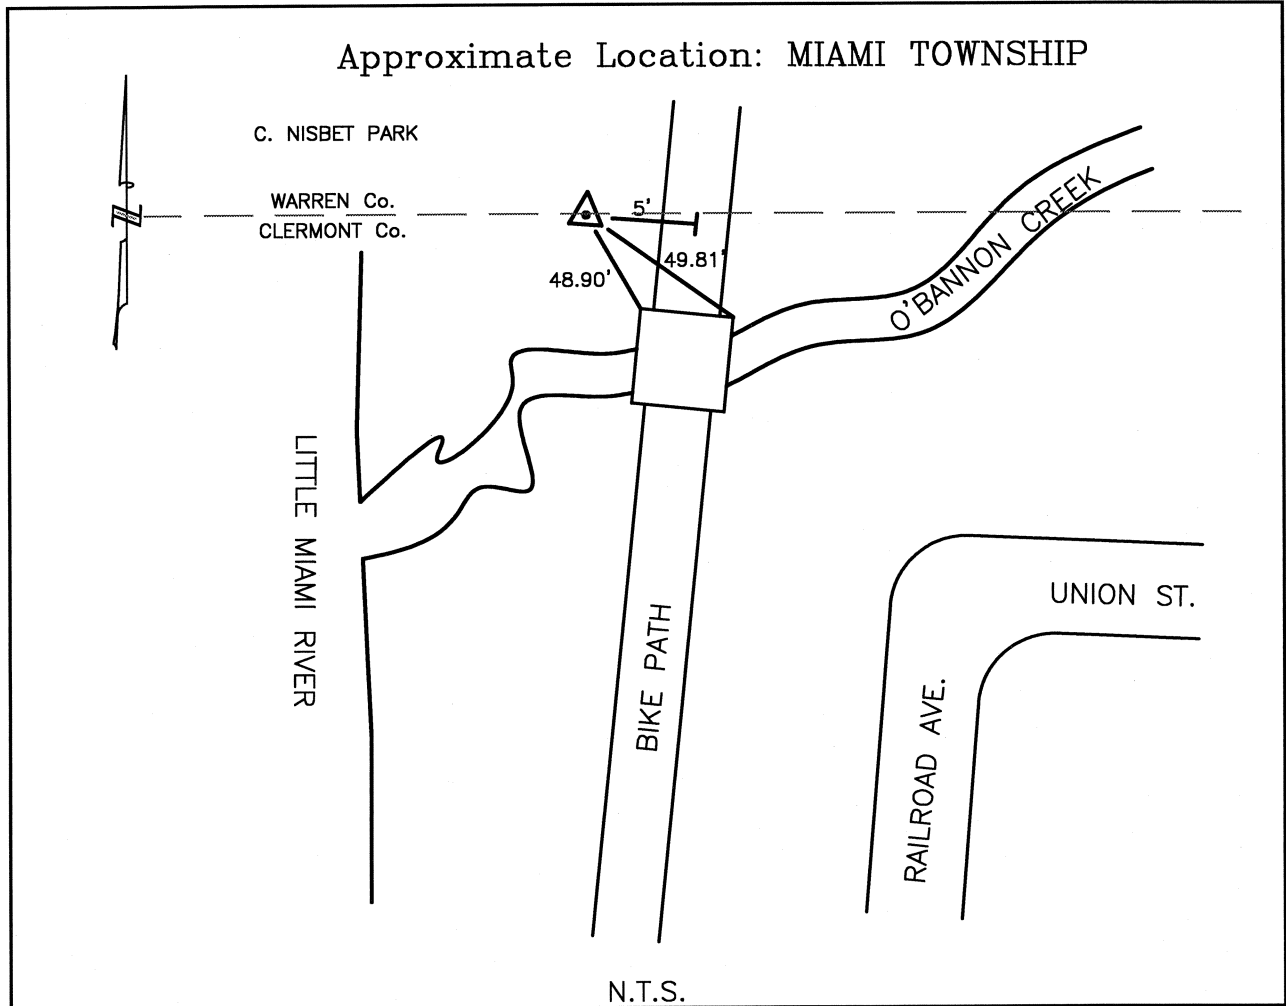 Approximate Location: MIAMI TOWNSHIP
C. NISBET PARK
WARREN Co.
CLERMONT Co.
5'
49.81'
48.90'
O'BANNON CREEK
LITTLE MIAMI RIVER
BIKE PATH
UNION ST.
RAILROAD AVE.
N.T.S.